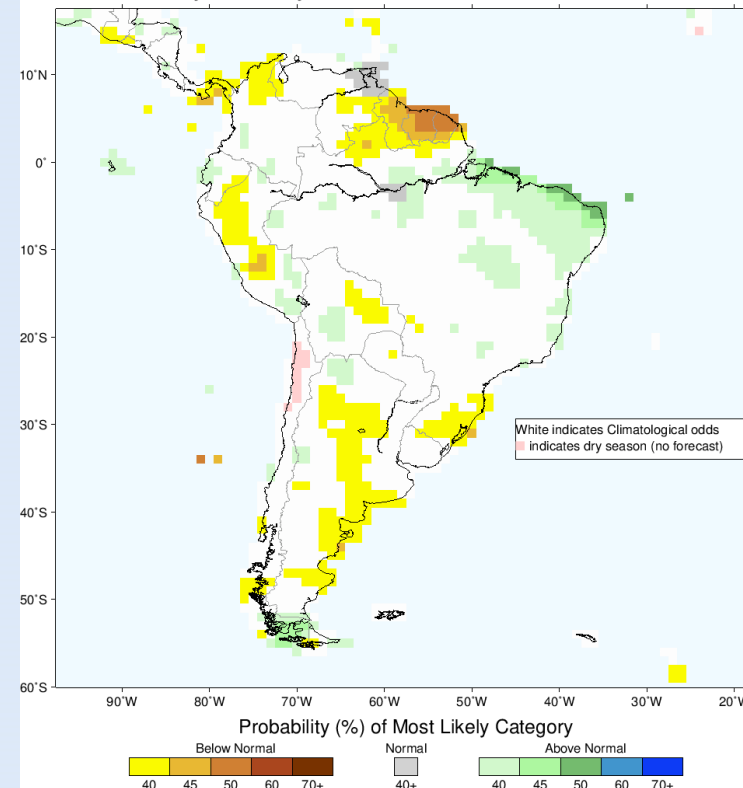 10°N
0°
10°S
20°S
30°S
40°S
50°S
60°S
White indicates Climatological odds
indicates dry season (no forecast)
90°W 80°W 70°W 60°W 50°W 40°W 30°W 20°W
Probability (%) of Most Likely Category
Below Normal Normal Above Normal
40 45 50 60 70+ 40+ 40 45 50 60 70+